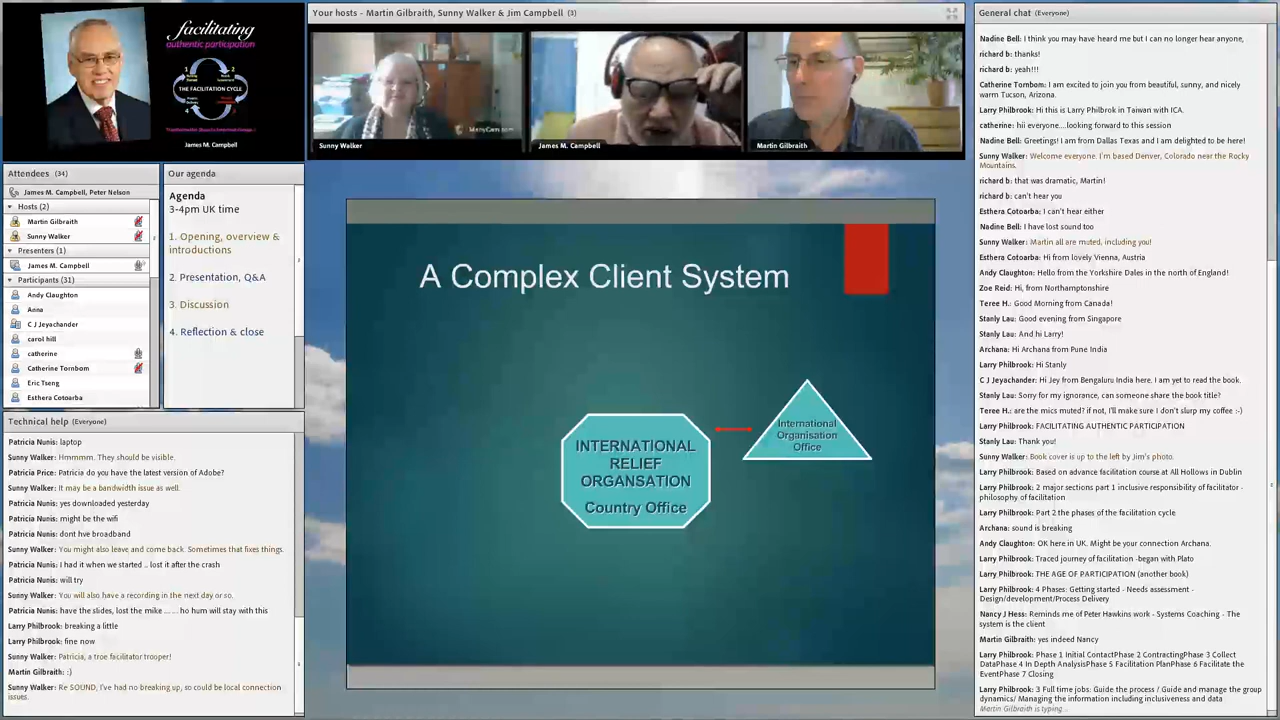 facilitating
authentic participation
1
2
THE FACILITATION CYCLE
4
James M. Campbell
Your hosts - Martin Gilbraith, Sunny Walker & Jim Campbell (3)
ManyCam.com
Sunny Walker
James M. Campbell
Martin Gilbraith
Attendees (34)
James M. Campbell, Peter Nelson
Hosts (2)
Martin Gilbraith
Sunny Walker
Presenters (1)
James M. Campbell
Participants (31)
Andy Claughton
Anna
C J Jeyachander
carol hill
catherine
Catherine Tornbom
Eric Tseng
Esthera Cotoarba
Our agenda
Agenda
3-4pm UK time
1. Opening, overview &
introductions
2. Presentation, Q&A
3. Discussion
4. Reflection & close
Technical help (Everyone)
Patricia Nunis: laptop
Sunny Walker: Hmmmm. They should be visible.
Patricia Price: Patricia do you have the latest version of Adobe?
Sunny Walker: It may be a bandwidth issue as well.
Patricia Nunis: yes downloaded yesterday
Patricia Nunis: might be the wifi
Patricia Nunis: dont hve broadband
Sunny Walker: You might also leave and come back. Sometimes that fixes things.
Patricia Nunis: I had it when we started .. lost it after the crash
Patricia Nunis: will try
Sunny Walker: You will also have a recording in the next day or so.
Patricia Nunis: have the slides, lost the mike ... ... ho hum will stay with this
Larry Philbrook: breaking a little
Larry Philbrook: fine now
Sunny Walker: Patricia, a troe facilitator trooper!
Martin Gilbraith: :)
Sunny Walker: Re SOUND, I've had no breaking up, so could be local connection
issues.
A Complex Client System
INTERNATIONAL
RELIEF
ORGANSATION
Country Office
International
Organisation
Office
General chat (Everyone)
Nadine Bell: I think you may have heard me but I can no longer hear anyone,
richard b: thanks!
richard b: yeah!!!
Catherine Tornbom: I am excited to join you from beautiful, sunny, and nicely
warm Tucson, Arizona.
Larry Philbrook: Hi this is Larry Philbrok in Taiwan with ICA.
catherine: hii everyone....looking forward to this session
Nadine Bell: Greetings! I am from Dallas Texas and I am delighted to be here!
Sunny Walker: Welcome everyone. I'm based Denver, Colorado near the Rocky
Mountains.
richard b: that was dramatic, Martin!
richard b: can't hear you
Esthera Cotoarba: I can't hear either
Nadine Bell: I have lost sound too
Sunny Walker: Martin all are muted, including you!
Esthera Cotoarba: Hi from lovely Vienna, Austria
Andy Claughton: Hello from the Yorkshire Dales in the north of England!
Zoe Reid: Hi, from Northamptonshire
Teree H.: Good Morning from Canada!
Stanly Lau: Good evening from Singapore
Stanly Lau: And hi Larry!
Archana: Hi Archana from Pune India
Larry Philbrook: Hi Stanly
C J Jeyachander: Hi Jey from Bengaluru India here. I am yet to read the book.
Stanly Lau: Sorry for my ignorance, can someone share the book title?
Teree H.: are the mics muted? if not, I'll make sure I don't slurp my coffee :-)
Larry Philbrook: FACILITATING AUTHENTIC PARTICIPATION
Stanly Lau: Thank you!
Sunny Walker: Book cover is up to the left by Jim's photo.
Larry Philbrook: Based on advance facilitation course at All Hollows in Dublin
Larry Philbrook: 2 major sections part 1 inclusive responsibility of facilitator -
philosophy of facilitation
Larry Philbrook: Part 2 the phases of the facilitation cycle
Archana: sound is breaking
Andy Claughton: OK here in UK. Might be your connection Archana.
Larry Philbrook: Traced journey of facilitation -began with Plato
Larry Philbrook: THE AGE OF PARTICIPATION (another book)
Larry Philbrook: 4 Phases: Getting started - Needs assessment -
Design/development/Process Delivery
Nancy J Hess: Reminds me of Peter Hawkins work - Systems Coaching - The
system is the client
Martin Gilbraith: yes indeed Nancy
Larry Philbrook: Phase 1 Initial ContactPhase 2 ContractingPhase 3 Collect
DataPhase 4 In Depth AnalysisPhase 5 Facilitation PlanPhase 6 Facilitate the
EventPhase 7 Closing
Larry Philbrook: 3 Full time jobs: Guide the process / Guide and manage the group
dynamics/ Managing the information including inclusiveness and data
Martin Gilbraith is typing...